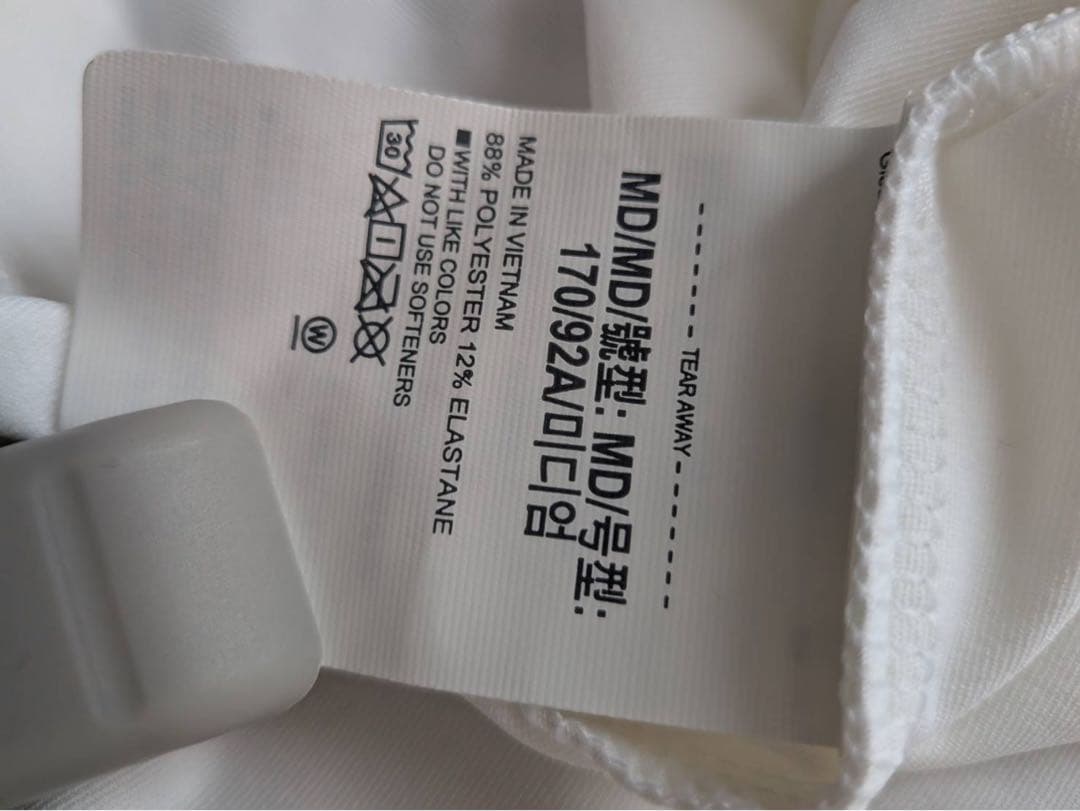 ------ TEAR AWAY -------
MD/MD/號型: MD/号型:
170/92A/미디엄
MADE IN VIETNAM
88% POLYESTER 12% ELASTANE
■WITH LIKE COLORS
DO NOT USE SOFTENERS
30
W